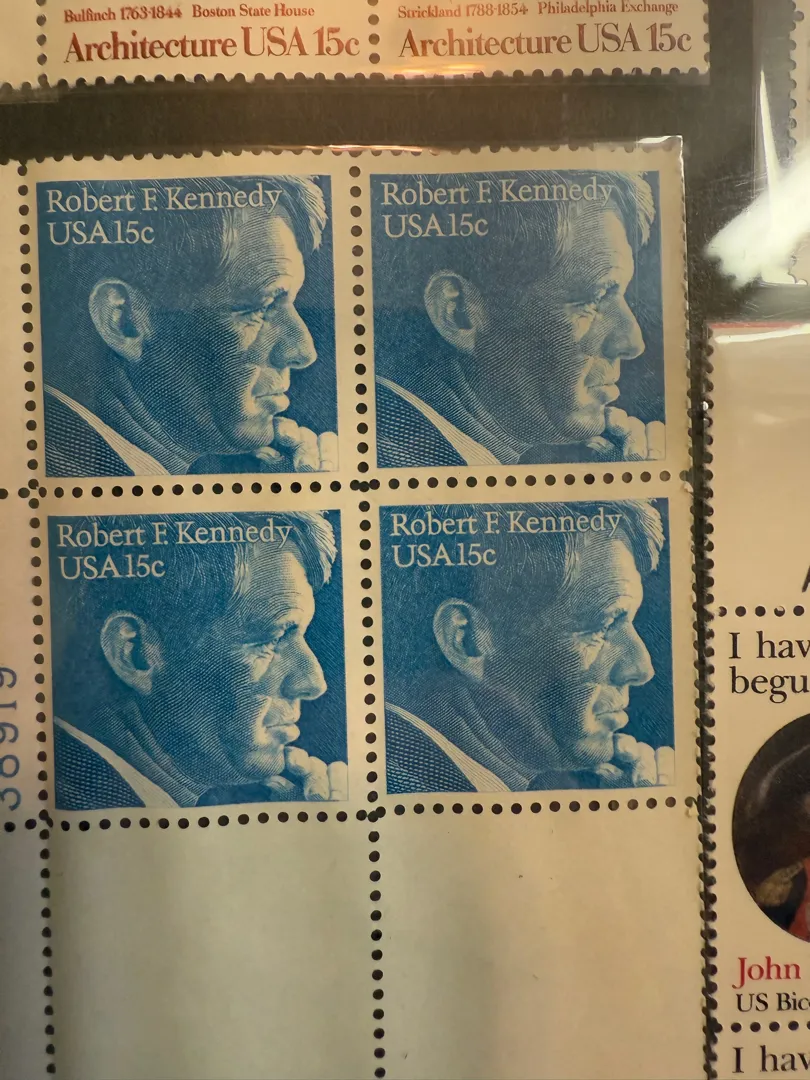 Bulfinch 1763-1844 Boston State House
Architecture USA 15c
Strickland 1788-1854 Philadelphia Exchange
Architecture USA 15c
Robert F. Kennedy
USA 15c
Robert F. Kennedy
USA 15c
Robert F. Kennedy
USA 15c
Robert F. Kennedy
USA 15c
38919
I hav
begu
John
US Bic
I hav